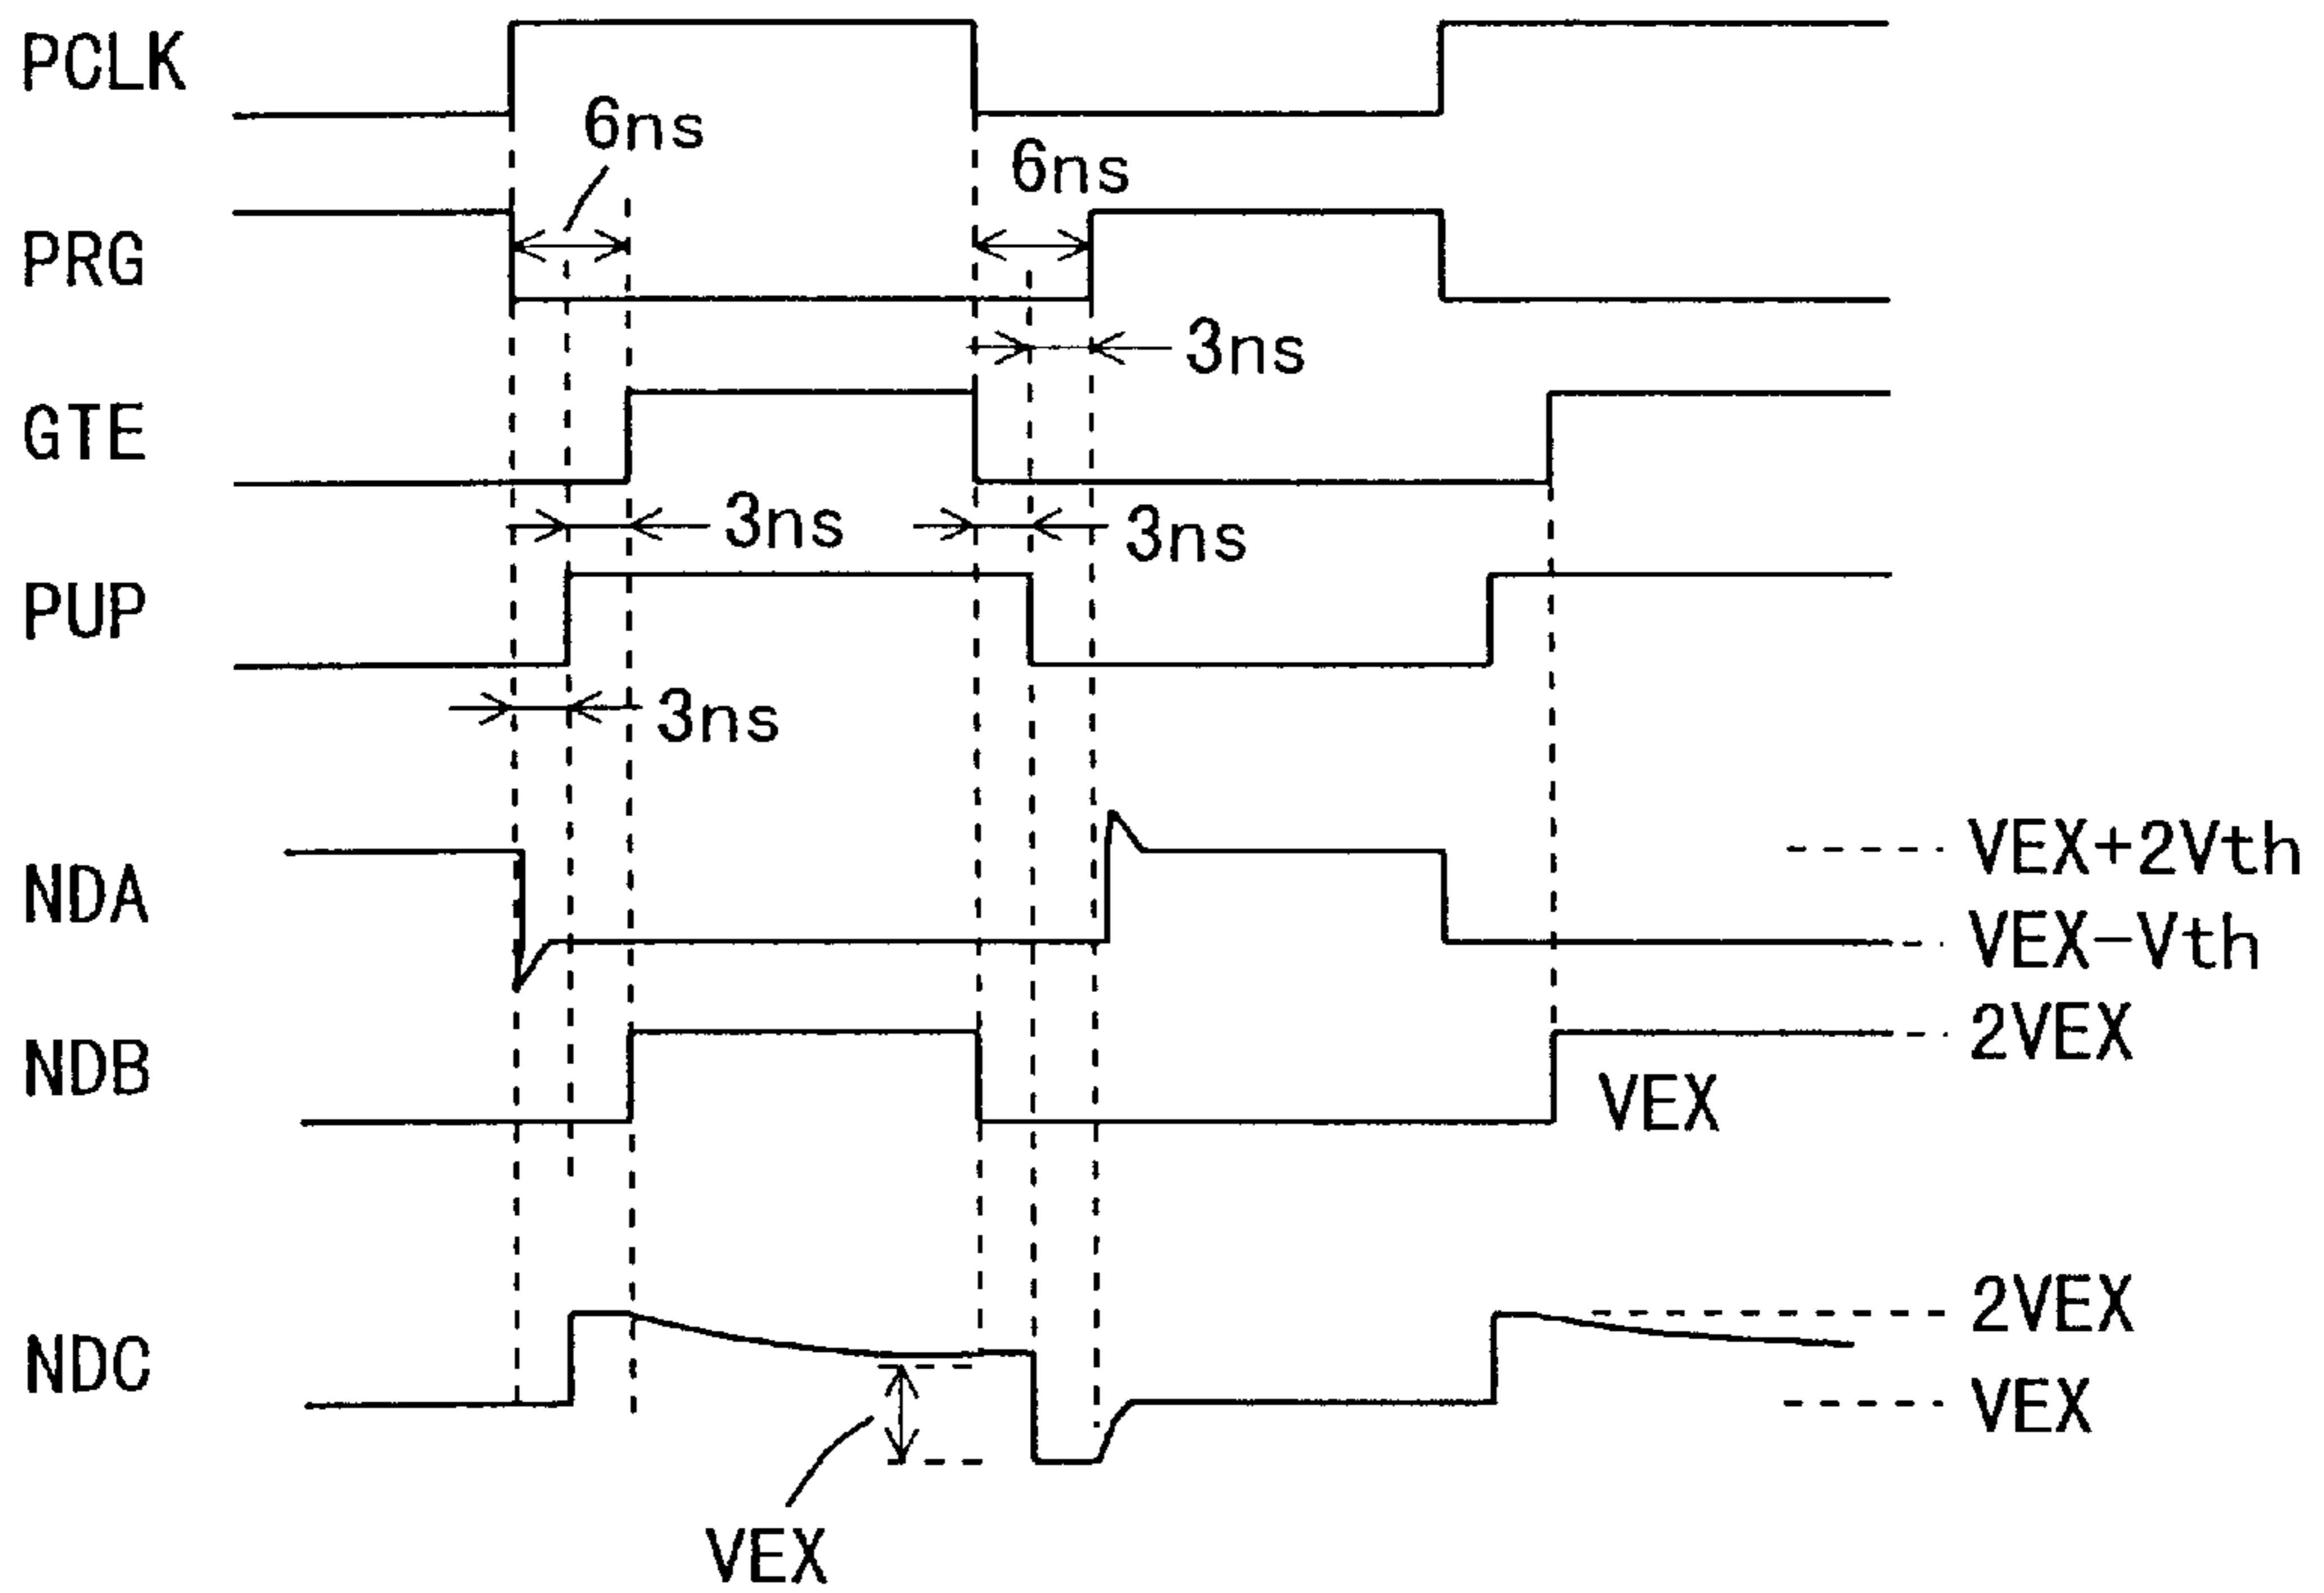 PCLK
6ns
6ns
PRG
3ns
GTE
3ns
3ns
PUP
3ns
VEX+2Vth
NDA
VEX-Vth
2VEX
NDB
VEX
2VEX
NDC
VEX
VEX